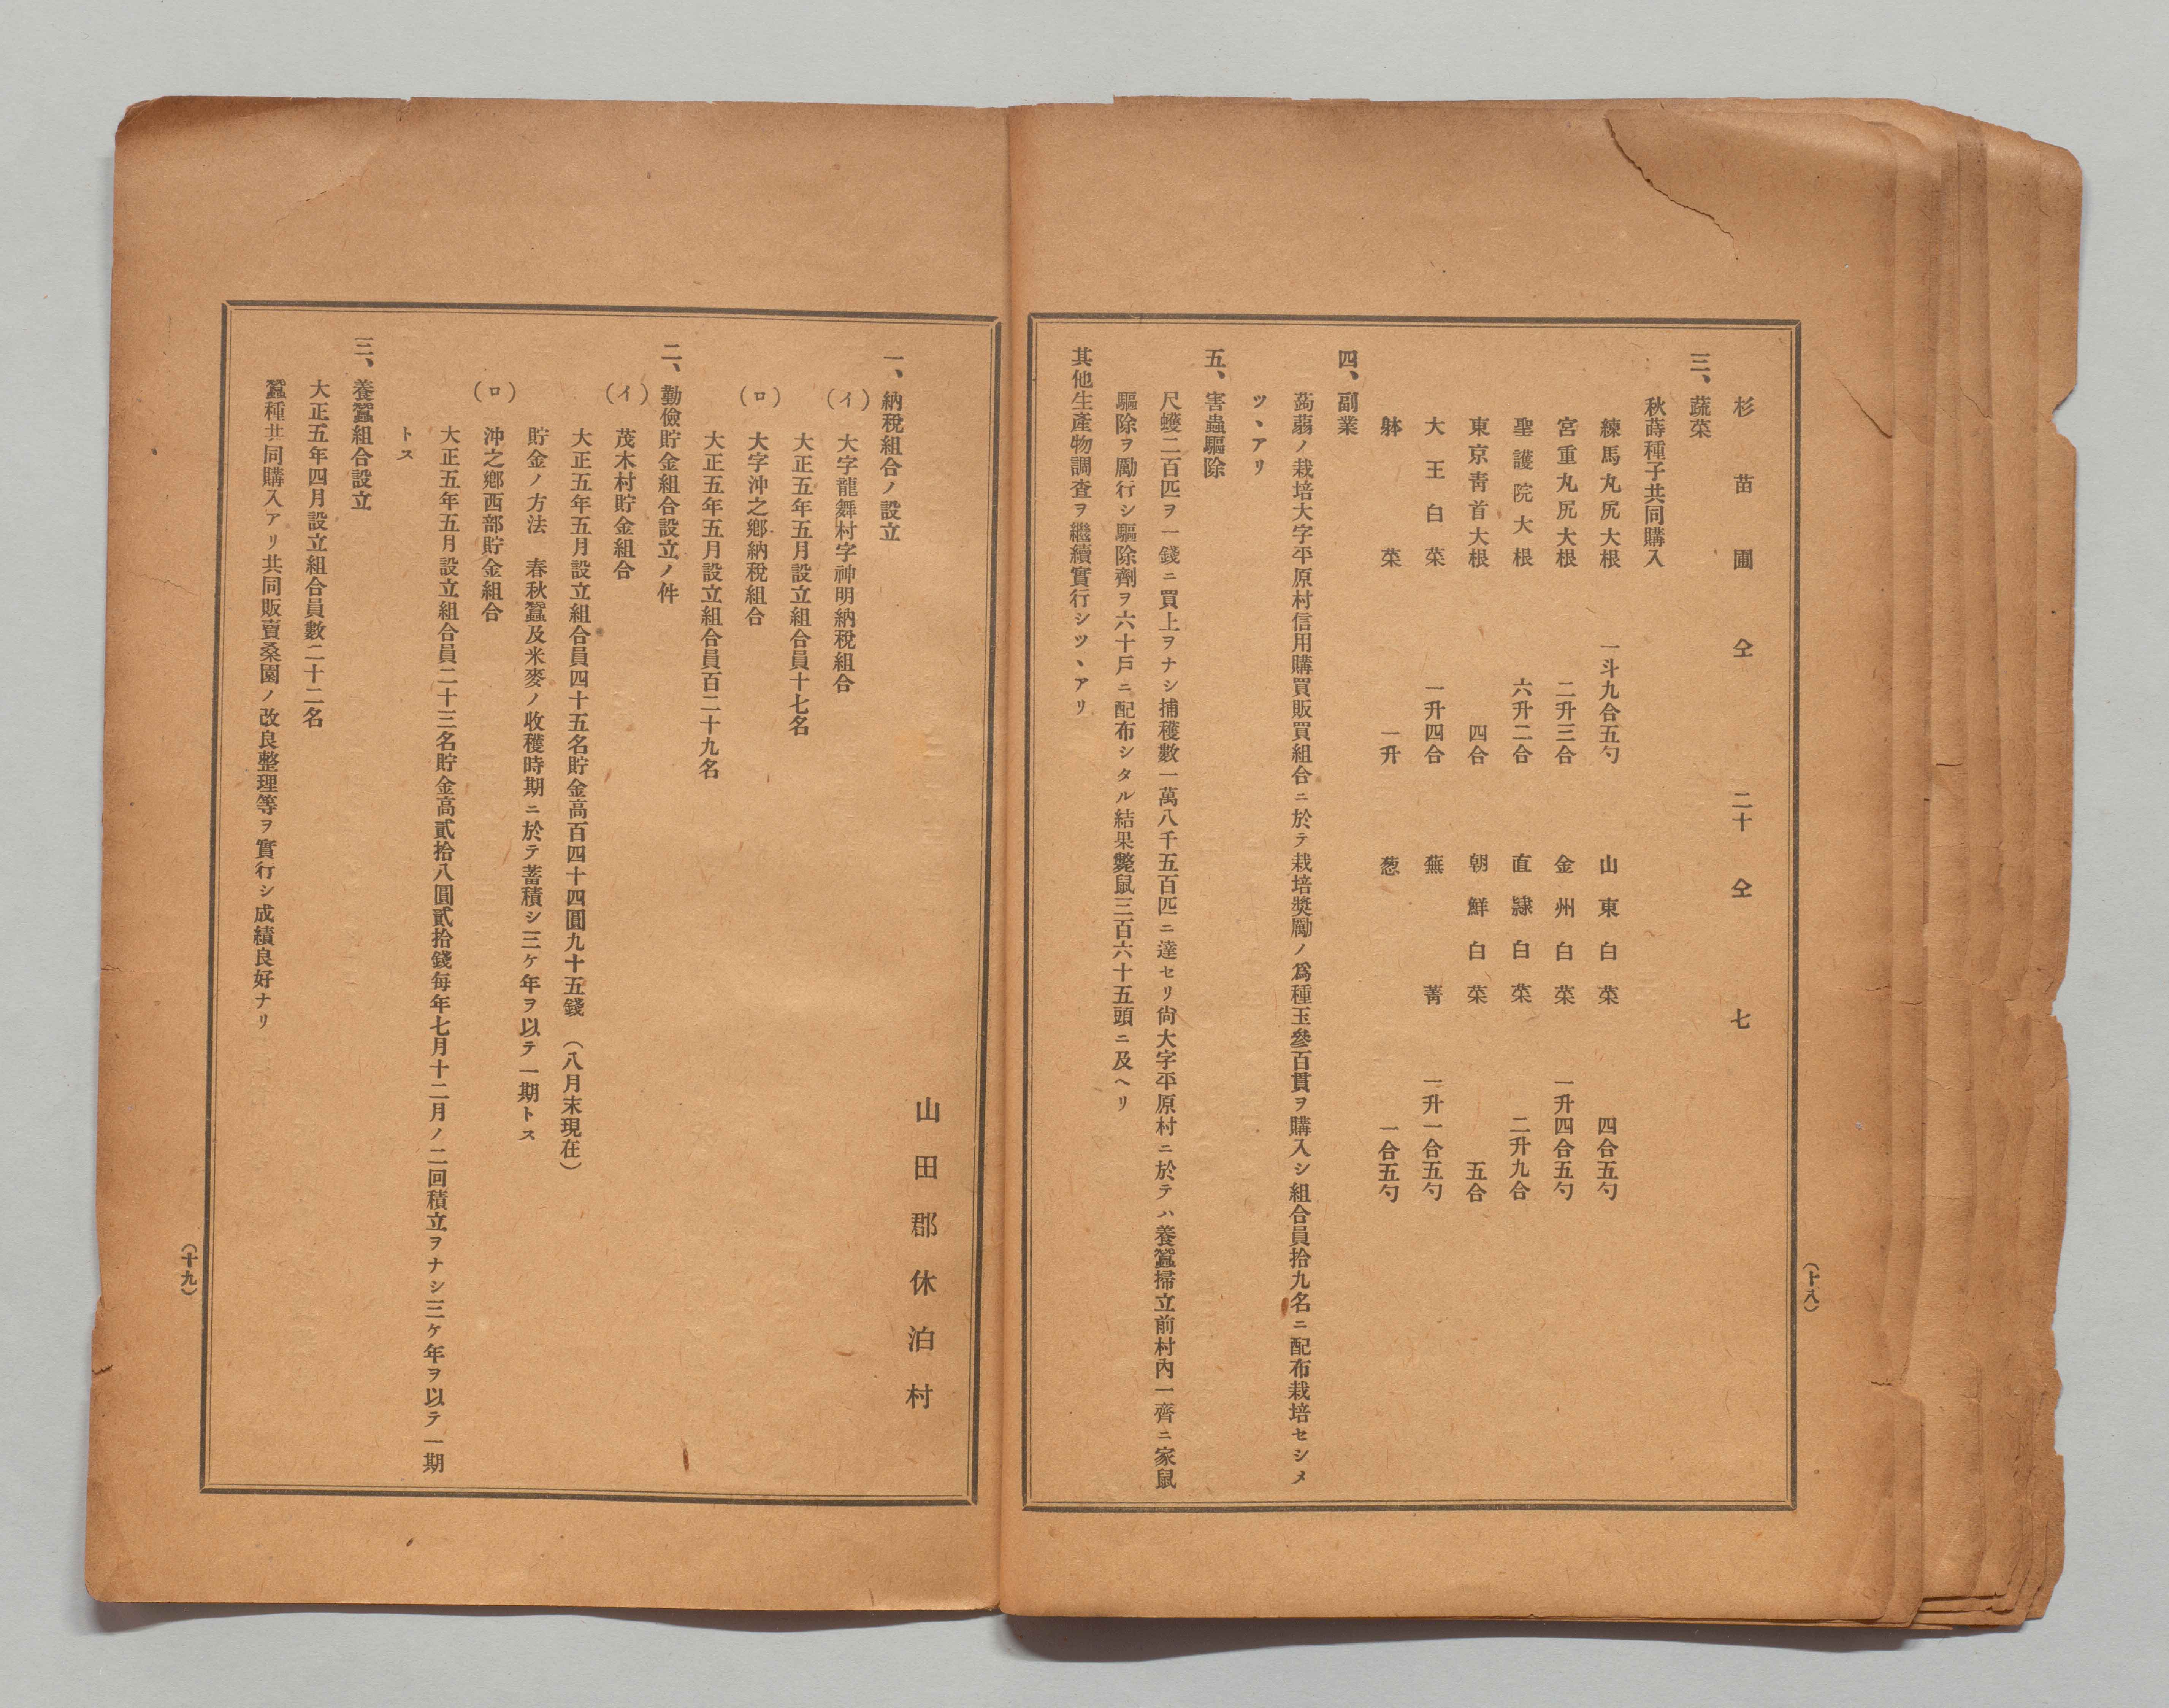 杉苗圃 仝 二十仝 七
三、蔬菜
秋蒔種子共同購入
練馬丸尻大根 一斗九合五勺 山東白菜 四合五勺
宮重丸尻大根 二升三合 金州白菜 一升四合五勺
聖護院大根 六升二合 直隷白菜 二升九合
東京靑首大根 四合 朝鮮白菜 五合
大王白菜 一升四合 蕪菁 一升一合五勺
躰菜 一升 葱 一合五勺
四、副業
蒟蒻ノ栽培大字平原村信用購買販買組合ニ於テ栽培奬勵ノ爲種玉參百貫ヲ購入シ組合員拾九名ニ配布栽培セシメ
ツヽアリ
五、害蟲驅除
尺蠖二百匹ヲ一錢ニ買上ヲナシ捕穫數一萬八千五百匹ニ達セリ尙大字平原村ニ於テハ養蠶掃立前村內一齊ニ家鼠
驅除ヲ勵行シ驅除劑ヲ六十戶ニ配布シタル結果斃鼠三百六十五頭ニ及ヘリ
其他生產物調査ヲ繼續實行シツヽアリ
(十八)
山田郡休泊村
一、納稅組合ノ設立
(イ)大字龍舞村字神明納稅組合
大正五年五月設立組合員十七名
(ロ)大字沖之鄕納稅組合
大正五年五月設立組合員百二十九名
二、勤儉貯金組合設立ノ件
(イ)茂木村貯金組合
大正五年五月設立組合員四十五名貯金高百四十四圓九十五錢 (八月末現在)
貯金ノ方法 春秋蠶及米麥ノ收穫時期ニ於テ蓄積シ三ケ年ヲ以テ一期トス
(ロ)沖之鄕西部貯金組合
大正五年五月設立組合員二十三名貯金高貳拾八圓貳拾錢每年七月十二月ノ二回積立ヲナシ三ケ年ヲ以テ一期
トス
三、養蠶組合設立
大正五年四月設立組合員數二十二名
蠶種共同購入アリ共同販賣桑園ノ改良整理等ヲ實行シ成績良好ナリ
(十九)